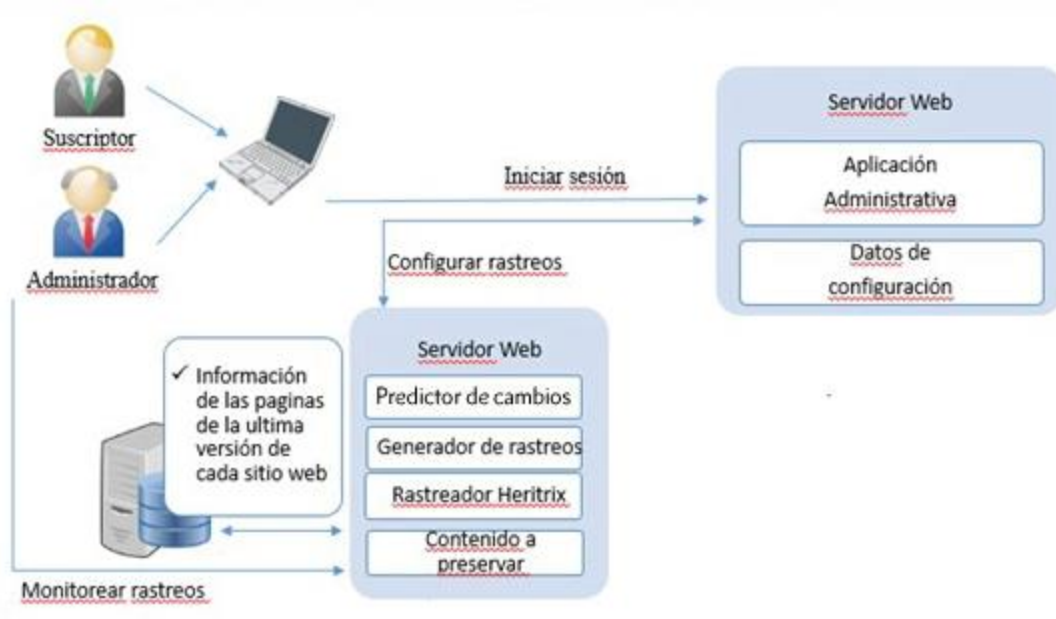 Suscriptor
Administrador
Iniciar sesión
Servidor Web
Aplicación
Administrativa
Datos de
configuración
Configurar rastreos
Servidor Web
Predictor de cambios
Generador de rastreos
Rastreador Heritrix
Contenido a
preservar
✓ Información
de las paginas
de la ultima
versión de
cada sitio web
Monitorear rastreos